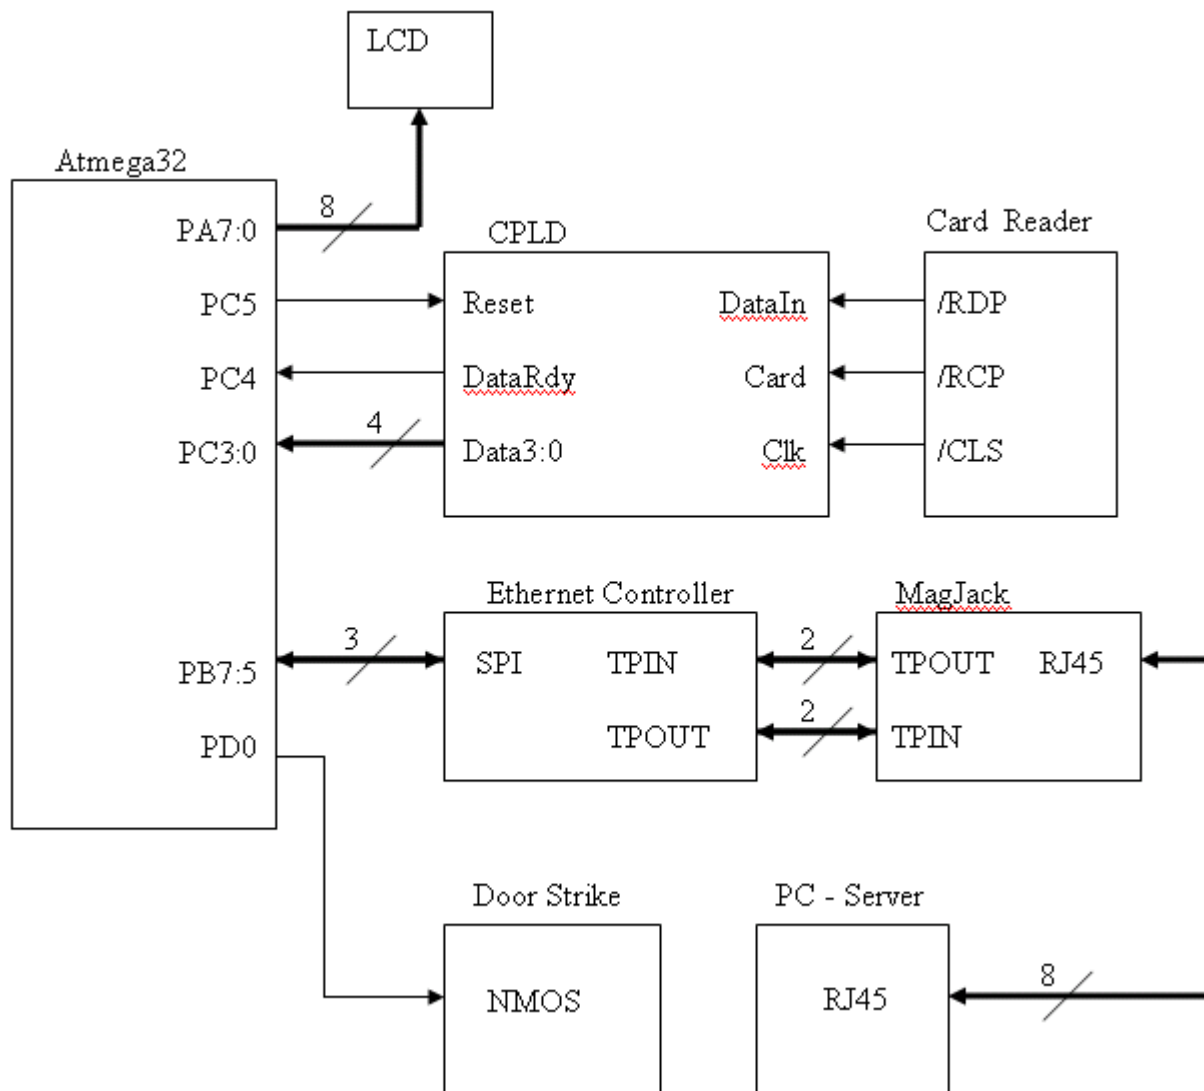 LCD
Atmega32
PA7:0
8
PC5
PC4
PC3:0
PB7:5
PD0
CPLD
Reset
DataIn
DataRdy
Card
4
Data3:0
Clk
Card Reader
/RDP
/RCP
/CLS
Ethernet Controller
3
SPI
TPIN
TPOUT
2
2
MagJack
TPOUT
RJ45
TPIN
Door Strike
NMOS
PC - Server
RJ45
8